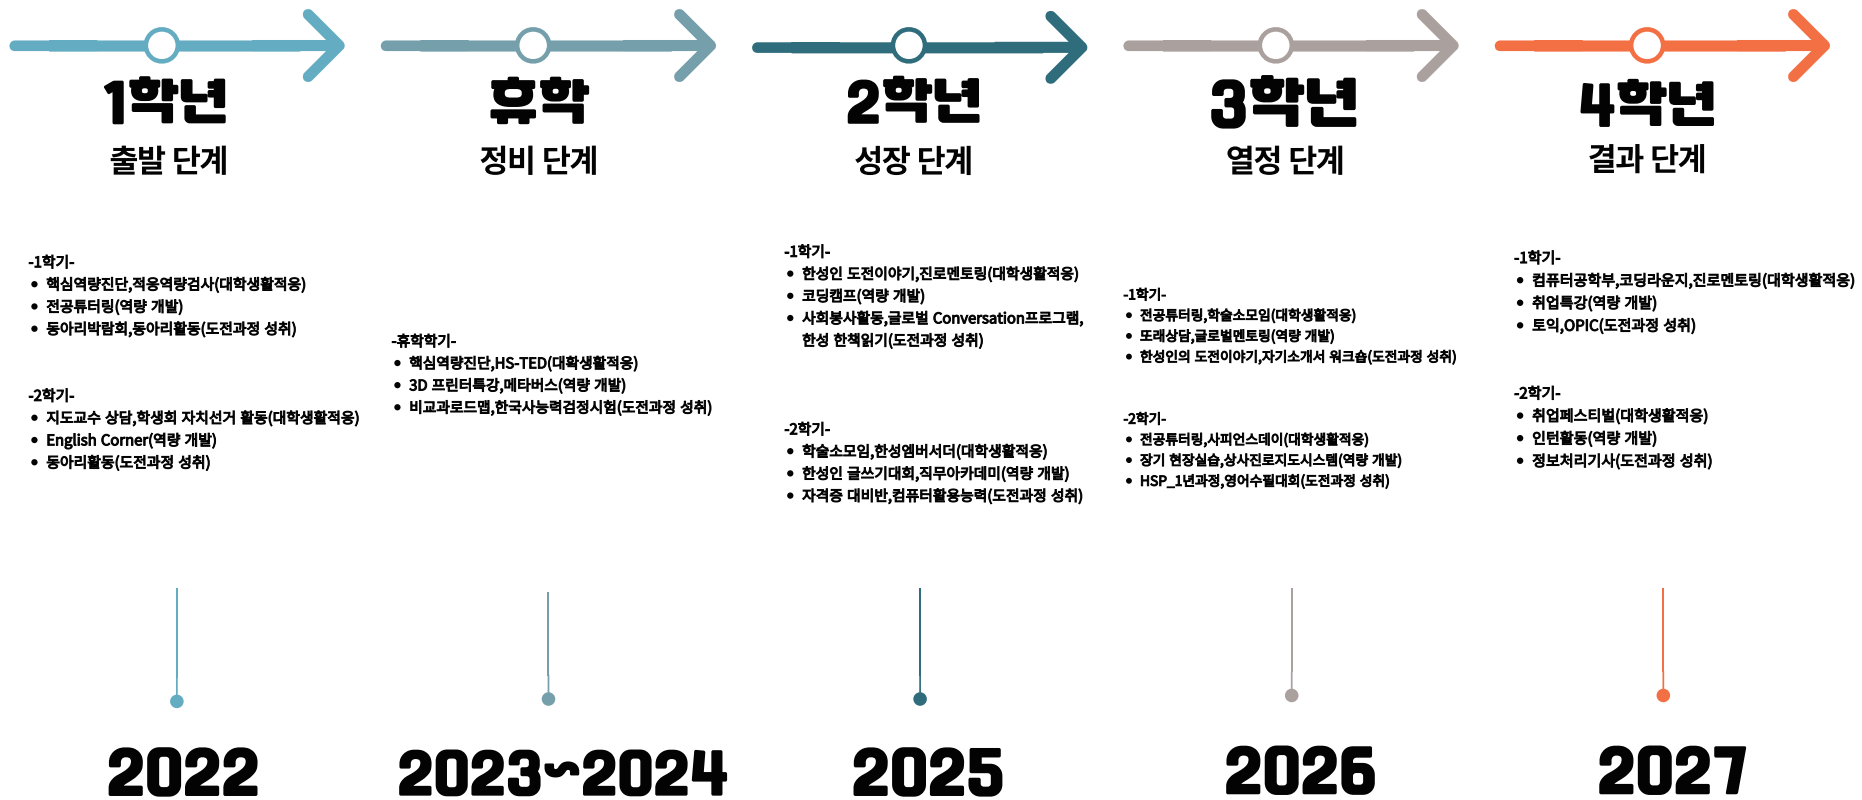 1학년
출발 단계
-1학기-
• 핵심역량진단,적응역량검사(대학생활적응)
• 전공튜터링(역량 개발)
• 동아리박람회,동아리활동(도전과정 성취)
-2학기-
• 지도교수 상담,학생회 자치선거 활동(대학생활적응)
• English Corner(역량 개발)
• 동아리활동(도전과정 성취)
2022
휴학
정비 단계
-휴학학기-
• 핵심역량진단,HS-TED(대확생활적응)
• 3D 프린터특강,메타버스(역량 개발)
• 비교과로드맵,한국사능력검정시험(도전과정 성취)
2023~2024
2학년
성장 단계
-1학기-
• 한성인 도전이야기,진로멘토링(대학생활적응)
• 코딩캠프(역량 개발)
• 사회봉사활동,글로벌 Conversation프로그램,
한성 한책읽기(도전과정 성취)
-2학기-
• 학술소모임,한성엠버서더(대학생활적응)
• 한성인 글쓰기대회,직무아카데미(역량 개발)
• 자격증 대비반,컴퓨터활용능력(도전과정 성취)
2025
3학년
열정 단계
-1학기-
• 전공튜터링,학술소모임(대학생활적응)
• 또래상담,글로벌멘토링(역량 개발)
• 한성인의 도전이야기,자기소개서 워크숍(도전과정 성취)
-2학기-
• 전공튜터링,사피언스데이(대학생활적응)
• 장기 현장실습,상사진로지도시스템(역량 개발)
• HSP_1년과정,영어수필대회(도전과정 성취)
2026
4학년
결과 단계
-1학기-
• 컴퓨터공학부,코딩라운지,진로멘토링(대학생활적응)
• 취업특강(역량 개발)
• 토익,OPIC(도전과정 성취)
-2학기-
• 취업페스티벌(대학생활적응)
• 인턴활동(역량 개발)
• 정보처리기사(도전과정 성취)
2027